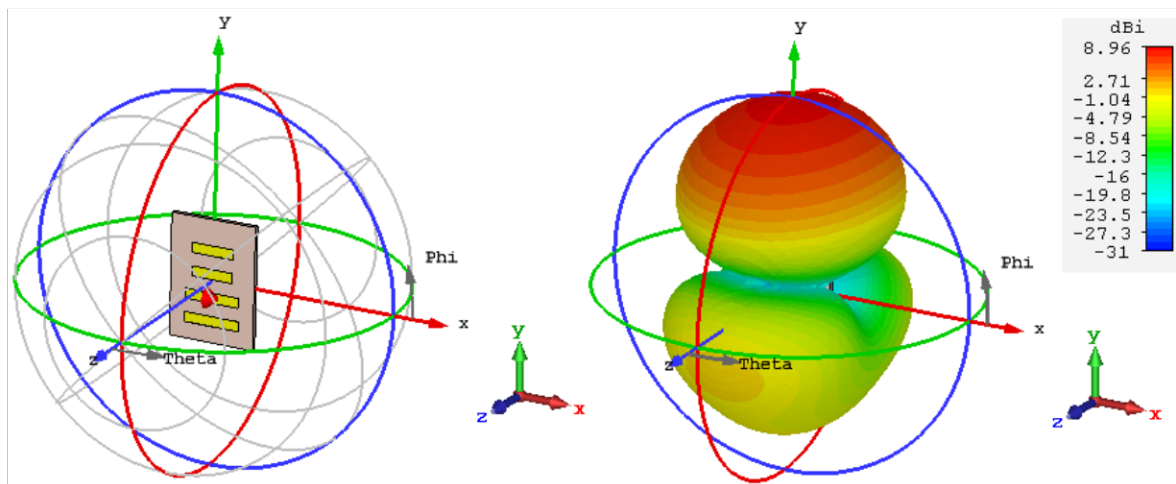 y
Phi
x
z
Theta
y
z
x
y
Phi
x
z
Theta
y
z
x
dBi
8.96
2.71
-1.04
-4.79
-8.54
-12.3
-16
-19.8
-23.5
-27.3
-31